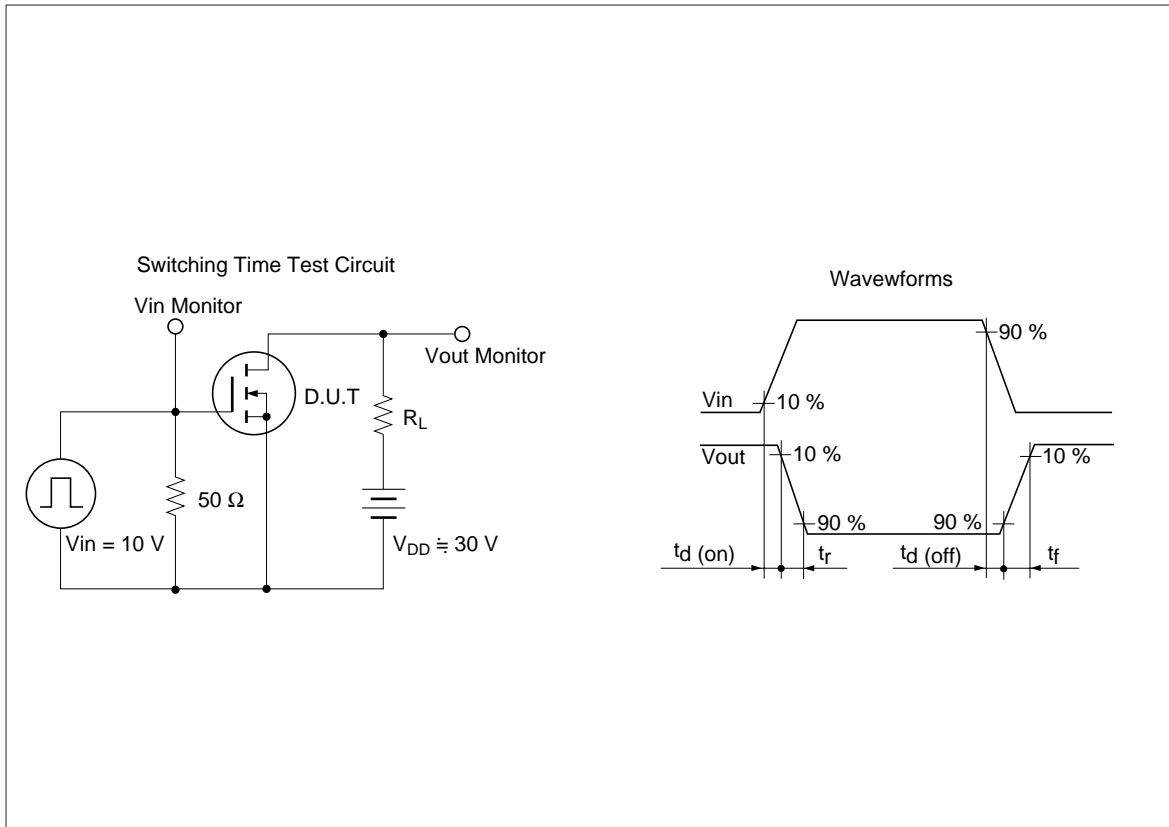 Switching Time Test Circuit
Vin Monitor
Vout Monitor
D.U.T
RL
50 Ω
Vin = 10 V
VDD ≒ 30 V
Wavewforms
90 %
Vin
10 %
Vout
10 %
10 %
90 %
90 %
td (on)
tr
td (off)
tf